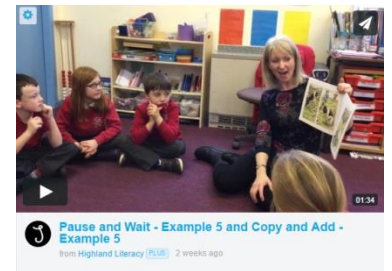 01:34
Pause and Wait - Example 5 and Copy and Add -
Example 5
from Highland Literacy PLUS 2 weeks ago